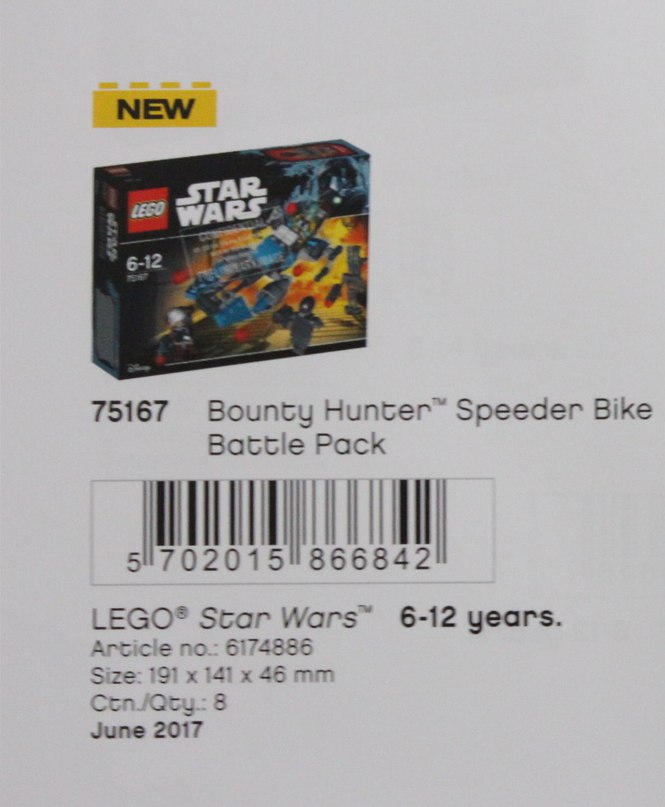 NEW
LEGO
STAR
WARS
6-12
75167
Disney
75167 Bounty Hunter™ Speeder Bike
Battle Pack
5 702015 866842
LEGO® Star Wars™ 6-12 years.
Article no.: 6174886
Size: 191 x 141 x 46 mm
Ctn./Qty.: 8
June 2017